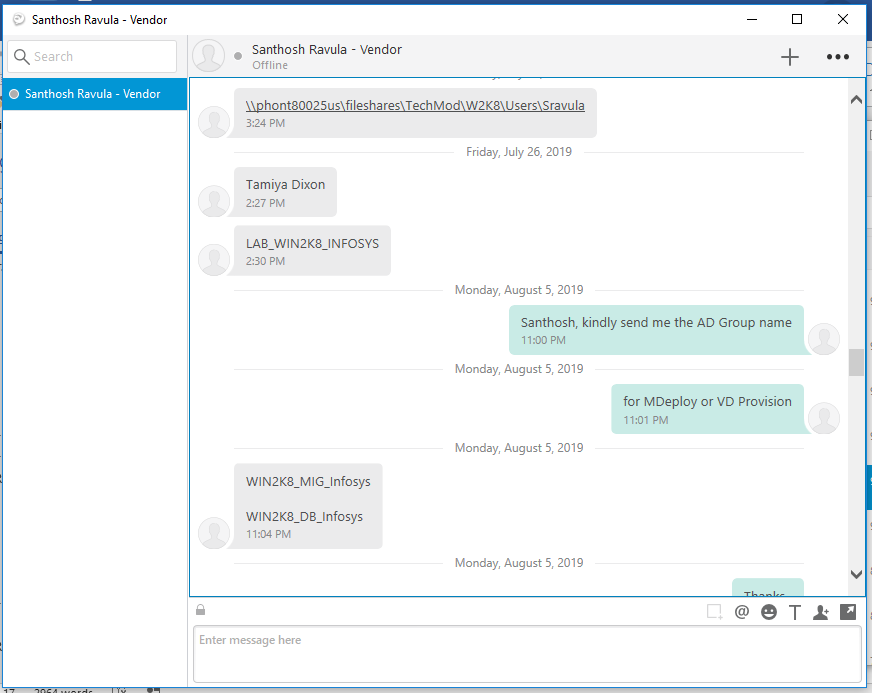 Santhosh Ravula - Vendor
Search
Santhosh Ravula - Vendor
Santhosh Ravula - Vendor
Offline
\\phont80025us\fileshares\TechMod\W2K8\Users\Sravula
3:24 PM
Friday, July 26, 2019
Tamiya Dixon
2:27 PM
LAB_WIN2K8_INFOSYS
2:30 PM
Monday, August 5, 2019
Santhosh, kindly send me the AD Group name
11:00 PM
Monday, August 5, 2019
for MDeploy or VD Provision
11:01 PM
Monday, August 5, 2019
WIN2K8_MIG_Infosys
WIN2K8_DB_Infosys
11:04 PM
Monday, August 5, 2019
Thanks
@
T
Enter message here